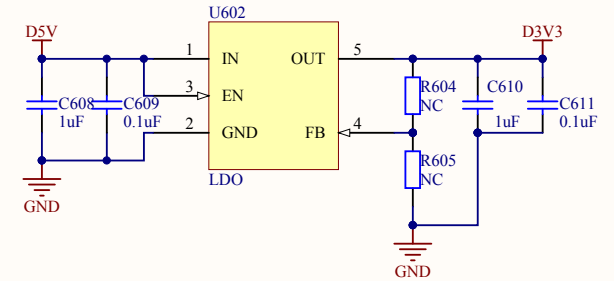 U602
D5V
D3V3
1
IN
OUT
5
3
EN
C608
1uF
C609
0.1uF
R604
NC
C610
1uF
C611
0.1uF
2
GND
FB
4
R605
NC
LDO
GND
GND